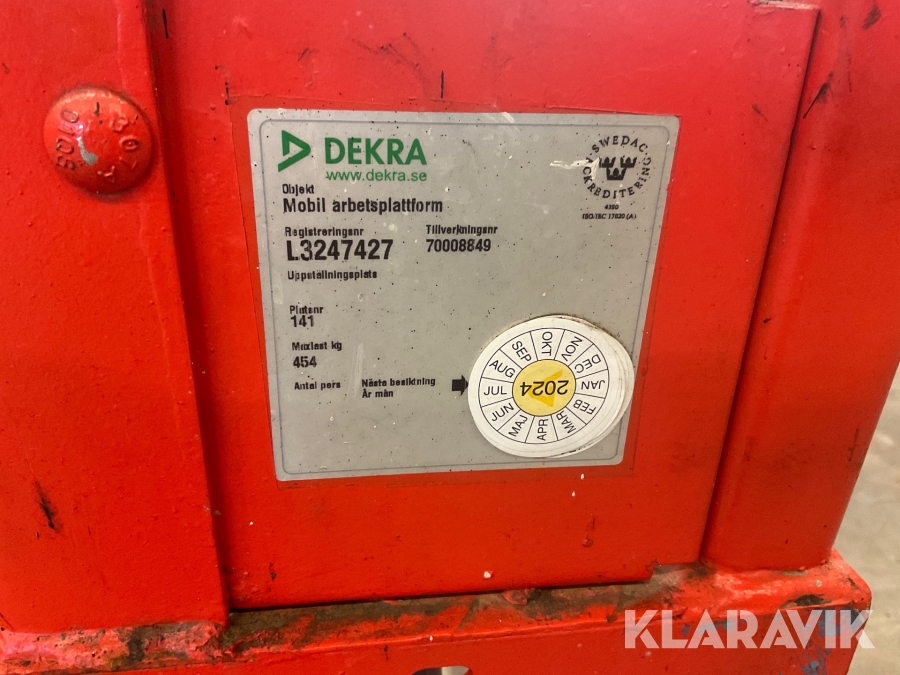 DEKRA
www.dekra.se
SWEDAC
ACKREDITERING
4380
ISO/IEC 17020 (A)
Objekt
Mobil arbetsplattform
Registreringsnr Tillverkningsnr
L3247427 70008849
Uppställningsplats
Platsnr
141
Maxlast kg
454
Antal pers Nästa besiktning
År mån
JAN FEB MAR APR MAJ JUN JUL AUG SEP OKT NOV DEC
2024
KLARAVIK